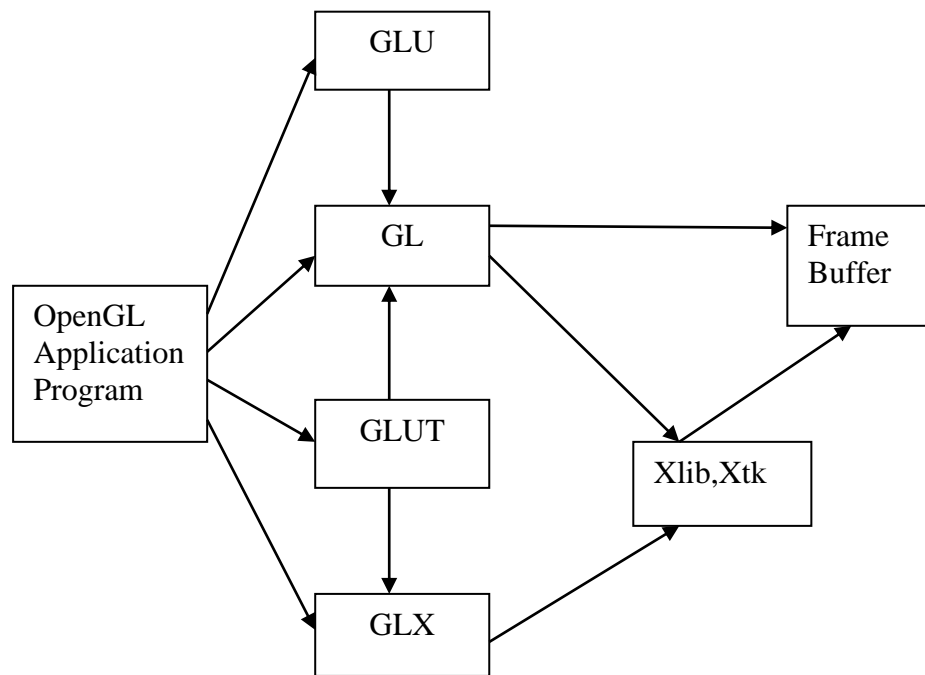 GLU
GL
Frame
Buffer
OpenGL
Application
Program
GLUT
Xlib,Xtk
GLX